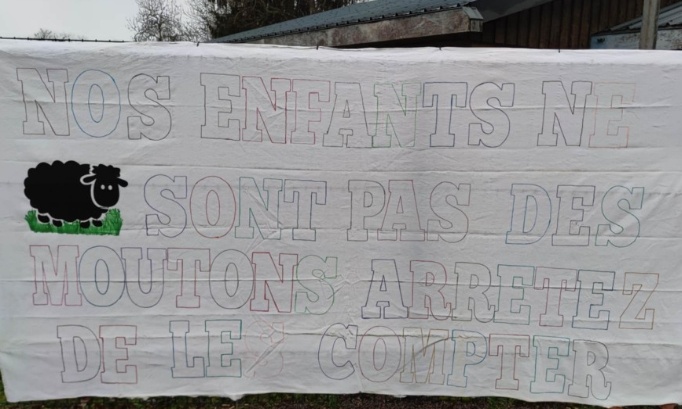 NOS ENFANTS NE
SONT PAS DES
MOUTONS ARRETEZ
DE LE COMPTER